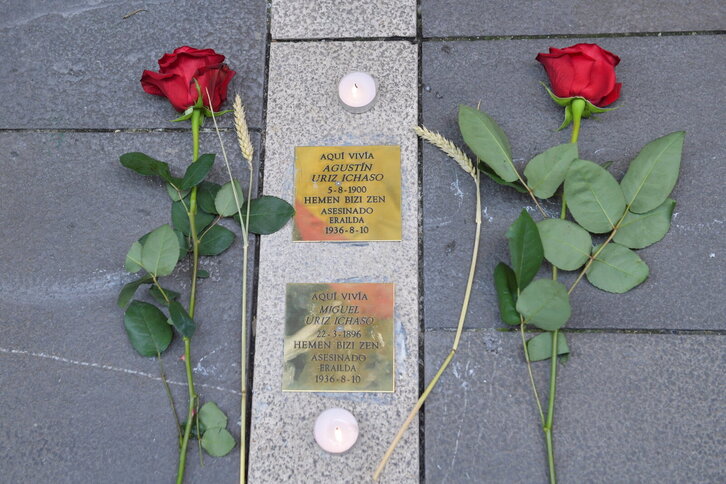 AQUÍ VIVÍA
AGUSTÍN
URIZ ICHASO
5-8-1900
HEMEN BIZI ZEN
ASESINADO
ERAILDA
1936-8-10
AQUÍ VIVÍA
MIGUEL
URIZ ICHASO
22-3-1896
HEMEN BIZI ZEN
ASESINADO
ERAILDA
1936-8-10